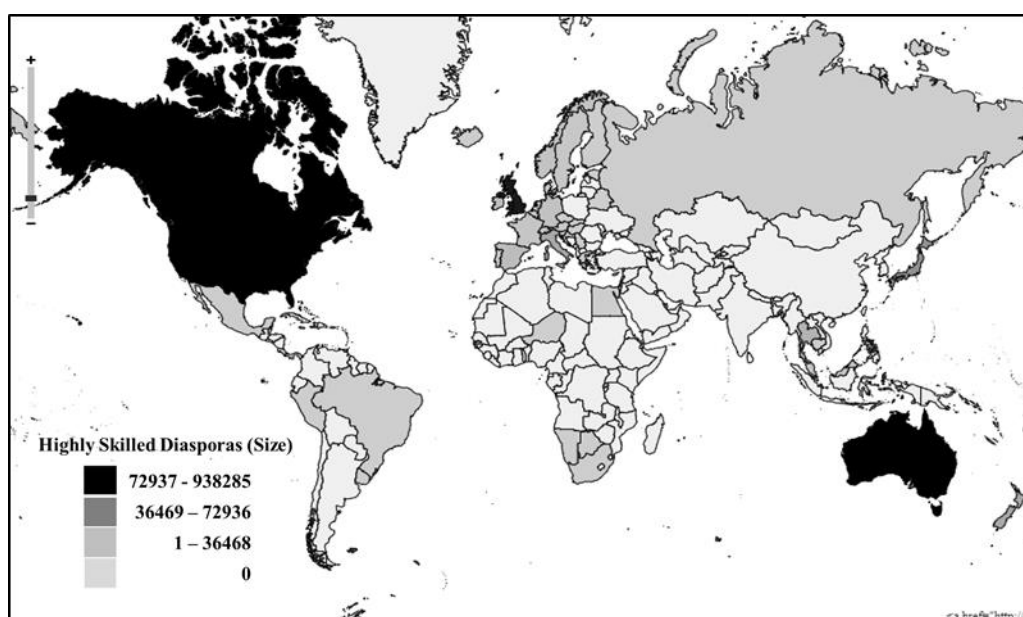 +
−
Highly Skilled Diasporas (Size)
72937 - 938285
36469 – 72936
1 – 36468
0